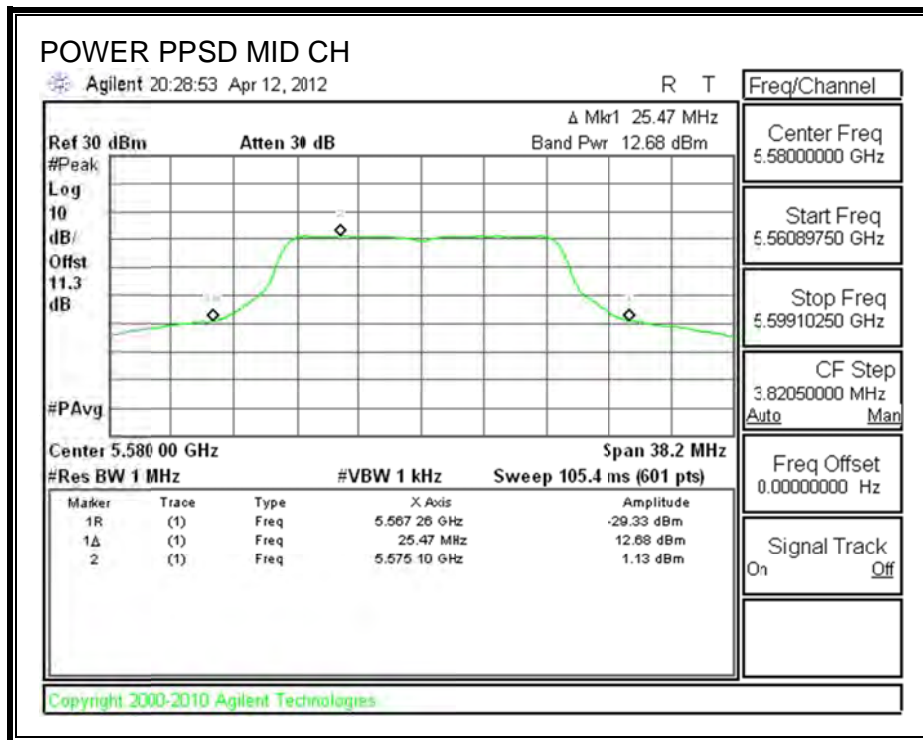 POWER PPSD MID CH
Agilent 20:28:53 Apr 12, 2012 R T
Freq/Channel
Δ Mkr1 25.47 MHz
Ref 30 dBm Atten 30 dB Band Pwr 12.68 dBm
#Peak
Log
10
dB/
Offst
11.3
dB
#PAvg
Center 5.580 00 GHz Span 38.2 MHz
#Res BW 1 MHz #VBW 1 kHz Sweep 105.4 ms (601 pts)
Marker Trace Type X Axis Amplitude
1R (1) Freq 5.567 26 GHz -29.33 dBm
1Δ (1) Freq 25.47 MHz 12.68 dBm
2 (1) Freq 5.575 10 GHz 1.13 dBm
Center Freq
5.58000000 GHz
Start Freq
5.56089750 GHz
Stop Freq
5.59910250 GHz
CF Step
3.82050000 MHz
Auto Man
Freq Offset
0.00000000 Hz
Signal Track
On Off
Copyright 2000-2010 Agilent Technologies